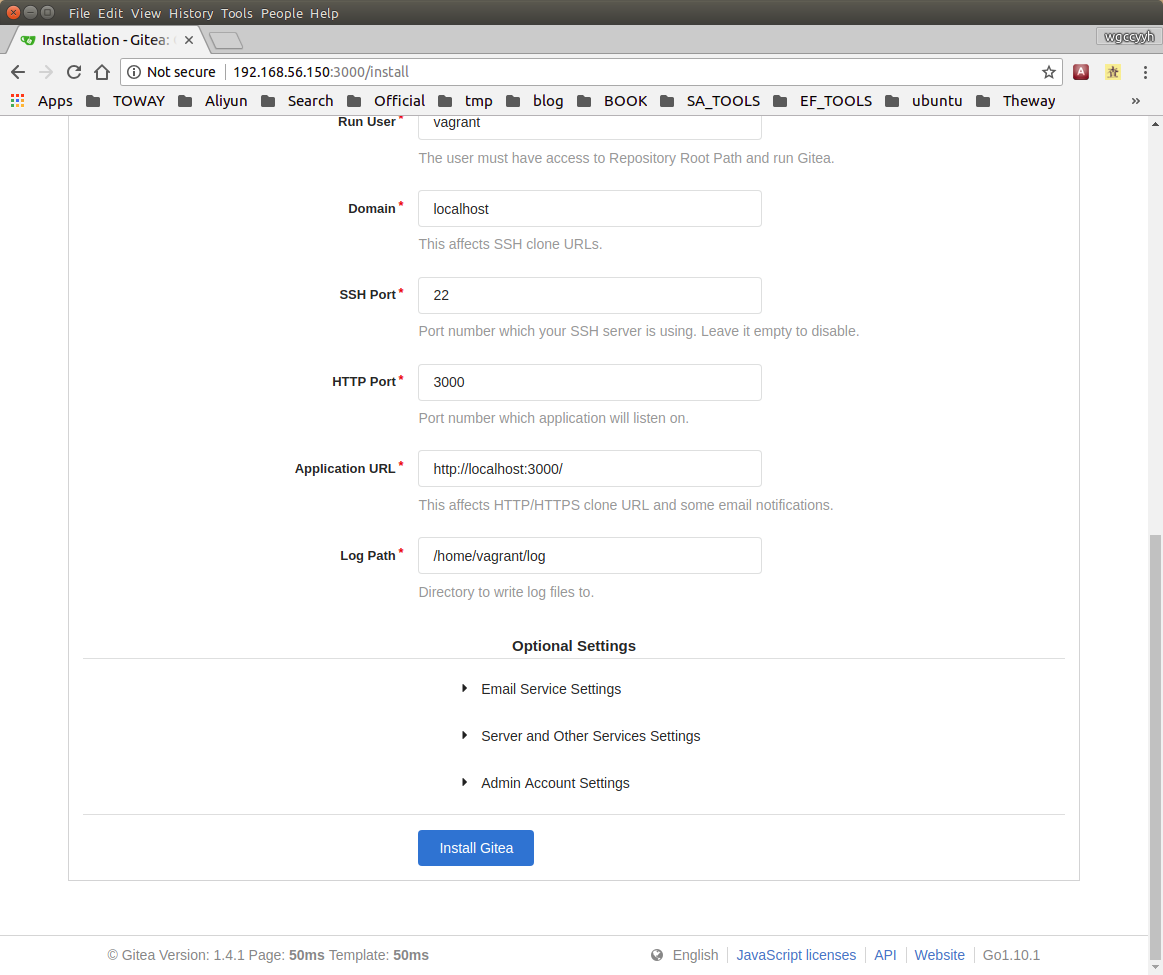 File Edit View History Tools People Help
Installation - Gitea:
wgccyyh
Not secure 192.168.56.150:3000/install
Apps TOWAY Aliyun Search Official tmp blog BOOK SA_TOOLS EF_TOOLS ubuntu Theway »
Run User * vagrant
The user must have access to Repository Root Path and run Gitea.
Domain * localhost
This affects SSH clone URLs.
SSH Port * 22
Port number which your SSH server is using. Leave it empty to disable.
HTTP Port * 3000
Port number which application will listen on.
Application URL * http://localhost:3000/
This affects HTTP/HTTPS clone URL and some email notifications.
Log Path * /home/vagrant/log
Directory to write log files to.
Optional Settings
Email Service Settings
Server and Other Services Settings
Admin Account Settings
Install Gitea
© Gitea Version: 1.4.1 Page: 50ms Template: 50ms English JavaScript licenses API Website Go1.10.1